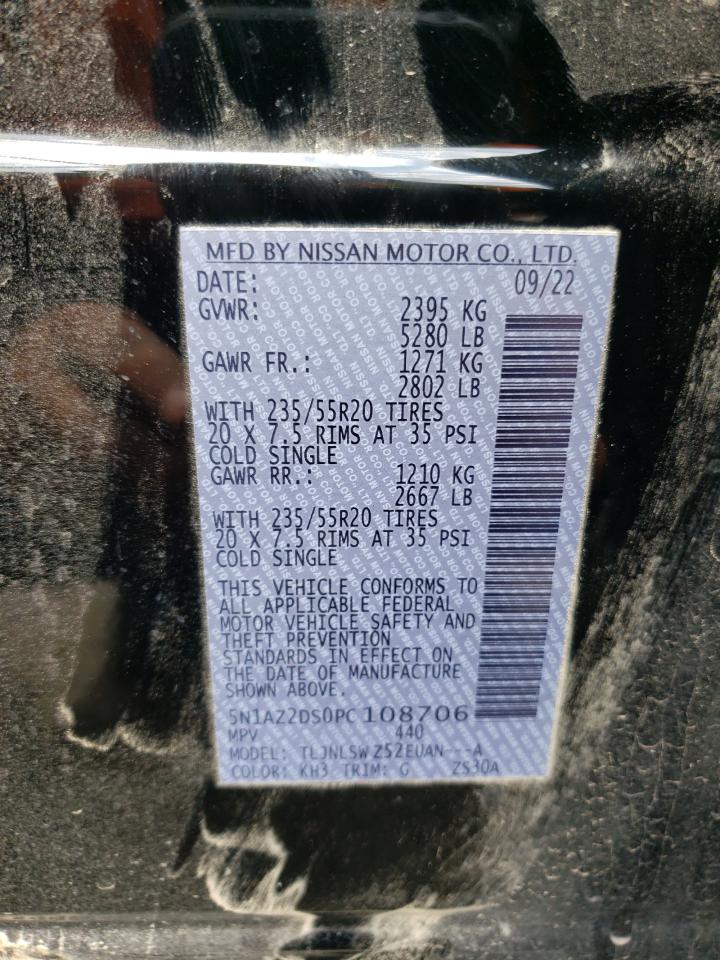 MFD BY NISSAN MOTOR CO., LTD.
DATE: 09/22
GVWR: 2395 KG
5280 LB
GAWR FR.: 1271 KG
2802 LB
WITH 235/55R20 TIRES
20 X 7.5 RIMS AT 35 PSI
COLD SINGLE
GAWR RR.: 1210 KG
2667 LB
WITH 235/55R20 TIRES
20 X 7.5 RIMS AT 35 PSI
COLD SINGLE
THIS VEHICLE CONFORMS TO
ALL APPLICABLE FEDERAL
MOTOR VEHICLE SAFETY AND
THEFT PREVENTION
STANDARDS IN EFFECT ON
THE DATE OF MANUFACTURE
SHOWN ABOVE.
5N1AZ2DS0PC108706
MPV 440
MODEL: TLJNLSW Z52EUAN---A
COLOR: KH3 TRIM: G ZS30A